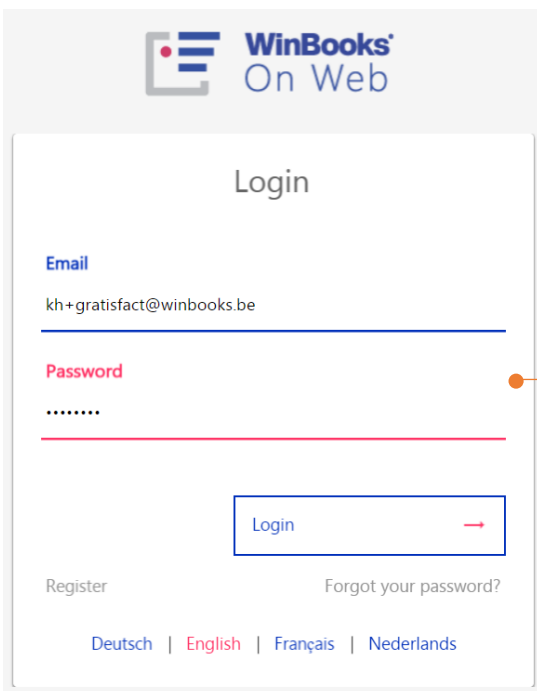 WinBooks
On Web
Login
Email
kh+gratisfact@winbooks.be
Password
••••••••
Login →
Register Forgot your password?
Deutsch | English | Français | Nederlands